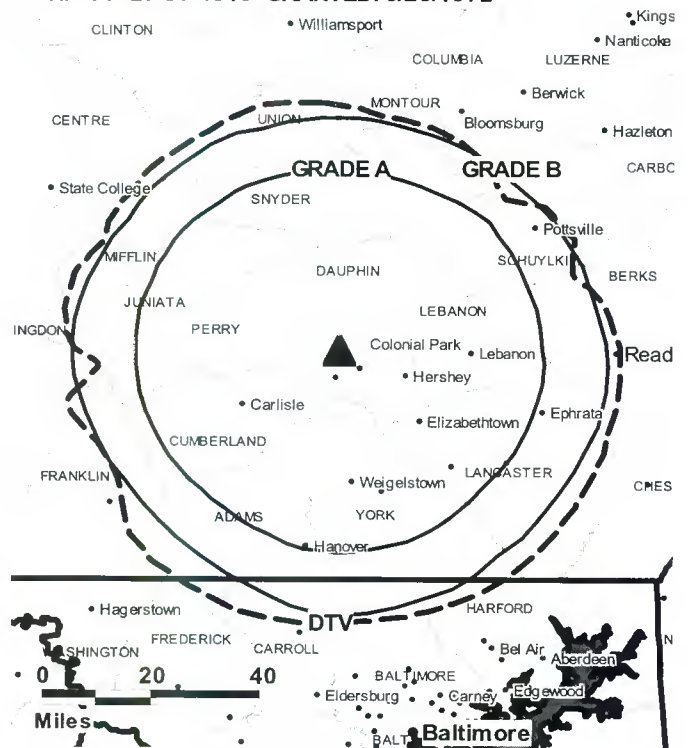 CLINTON
Williamsport
Kings
Nanticoke
COLUMBIA
LUZERNE
Berwick
MONTOUR
CENTRE
UNION
Bloomsburg
Hazleton
GRADE A
GRADE B
CARBC
State College
SNYDER
Pottsville
MIFFLIN
SCHUYLKI
DAUPHIN
BERKS
JUNIATA
LEBANON
INGDON
PERRY
Colonial Park
Lebanon
Read
Hershey
Carlisle
Ephrata
Elizabethtown
CUMBERLAND
FRANKLIN
LANCASTER
Weigelstown
CHES
ADAMS
YORK
Hanover
Hagerstown
DTV
HARFORD
FREDERICK
CARROLL
WASHINGTON
Bel Air
Aberdeen
0 20 40
BALTIMORE
Eldersburg
Carney
Edgewood
Miles
Baltimore
BALT